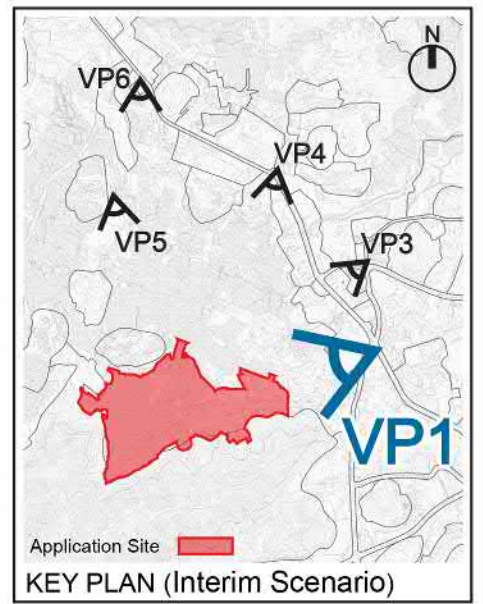 N
VP6
VP4
VP5
VP3
VP1
Application Site
KEY PLAN (Interim Scenario)